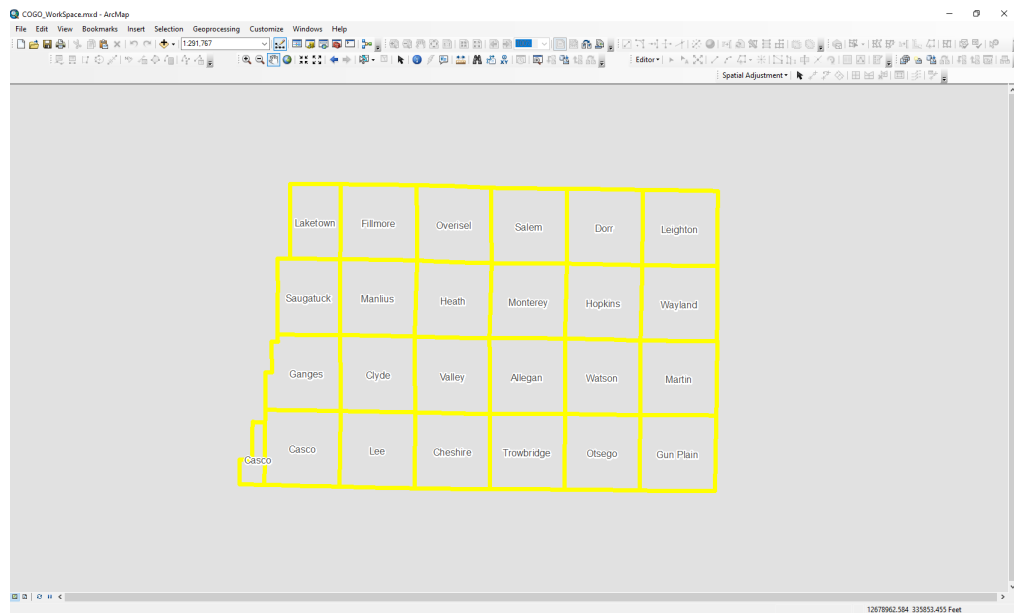 COGO_WorkSpace.mxd - ArcMap
File Edit View Bookmarks Insert Selection Geoprocessing Customize Windows Help
1:291,767
Editor
Spatial Adjustment
Laketown Fillmore Overisel Salem Dorr Leighton
Saugatuck Manlius Heath Monterey Hopkins Wayland
Ganges Clyde Valley Allegan Watson Martin
Casco Lee Cheshire Trowbridge Otsego Gun Plain
Casco
12678962.584 335853.455 Feet